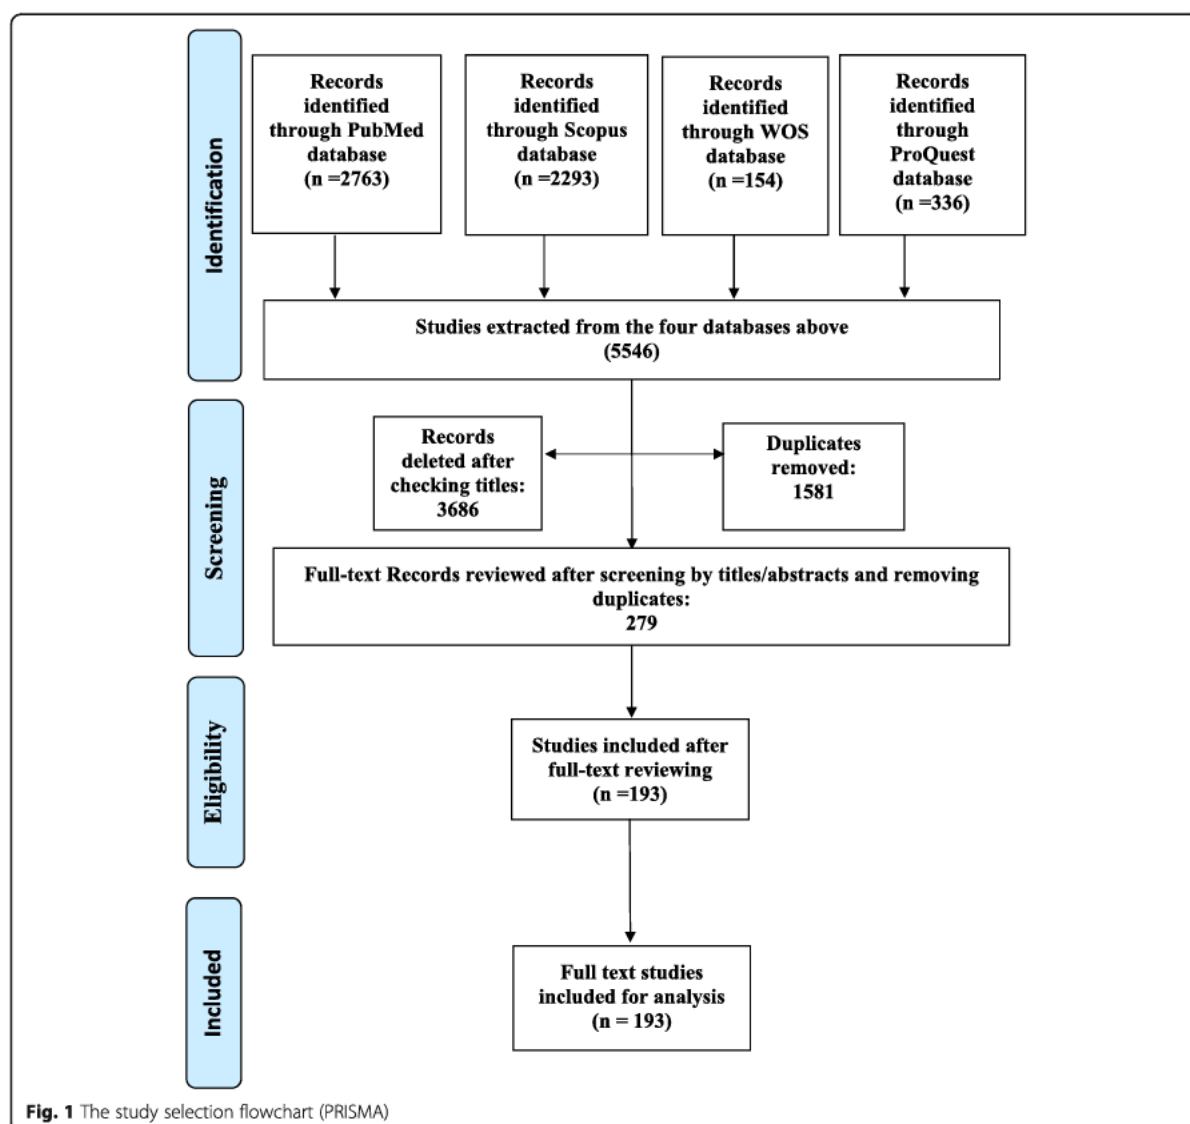 Identification
Records
identified
through PubMed
database
(n =2763)
Records
identified
through Scopus
database
(n =2293)
Records
identified
through WOS
database
(n =154)
Records
identified
through
ProQuest
database
(n =336)
Studies extracted from the four databases above
(5546)
Screening
Records
deleted after
checking titles:
3686
Duplicates
removed:
1581
Full-text Records reviewed after screening by titles/abstracts and removing
duplicates:
279
Eligibility
Studies included after
full-text reviewing
(n =193)
Included
Full text studies
included for analysis
(n = 193)
Fig. 1 The study selection flowchart (PRISMA)